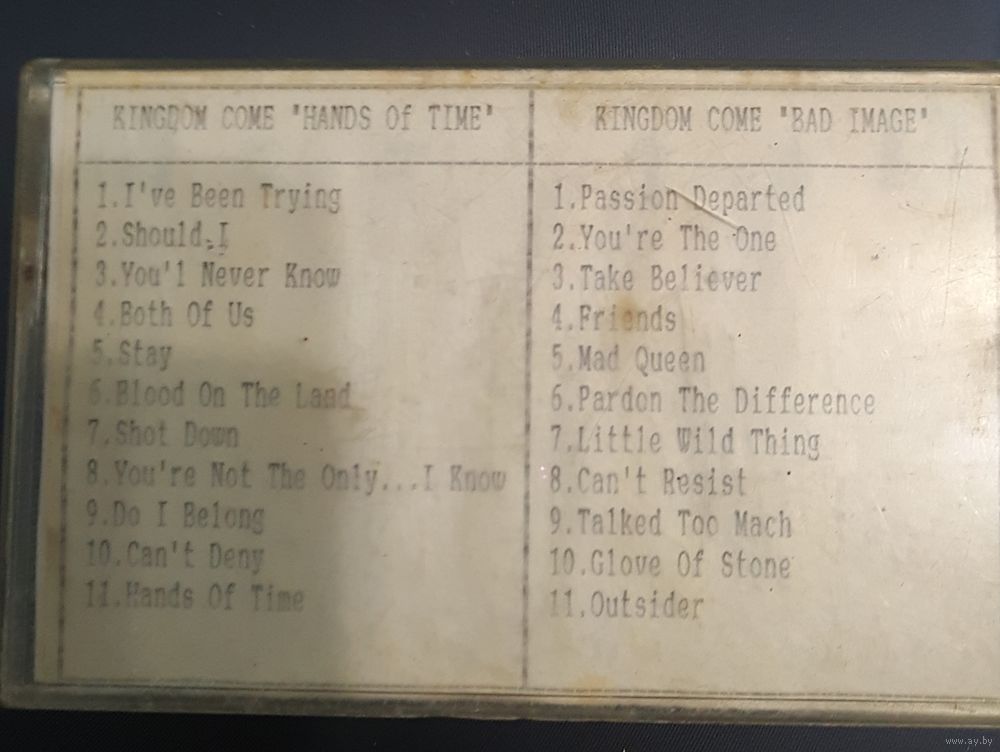 KINGDOM COME "HANDS Of TIME"
1.I've Been Trying
2.Should I
3.You'l Never Know
4.Both Of Us
5.Stay
6.Blood On The Land
7.Shot Down
8.You're Not The Only...I Know
9.Do I Belong
10.Can't Deny
11.Hands Of Time
KINGDOM COME "BAD IMAGE"
1.Passion Departed
2.You're The One
3.Take Believer
4.Friends
5.Mad Queen
6.Pardon The Difference
7.Little Wild Thing
8.Can't Resist
9.Talked Too Mach
10.Glove Of Stone
11.Outsider
www.ay.by